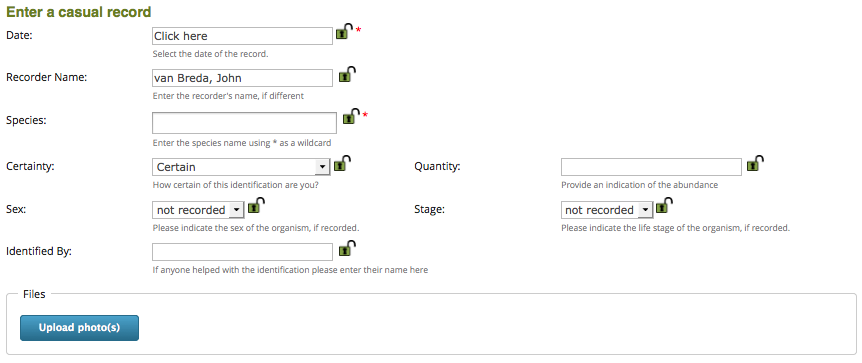 Enter a casual record
Date: Click here *
Select the date of the record.
Recorder Name: van Breda, John
Enter the recorder's name, if different
Species: *
Enter the species name using * as a wildcard
Certainty: Certain Quantity:
How certain of this identification are you? Provide an indication of the abundance
Sex: not recorded Stage: not recorded
Please indicate the sex of the organism, if recorded. Please indicate the life stage of the organism, if recorded.
Identified By:
If anyone helped with the identification please enter their name here
Files
Upload photo(s)